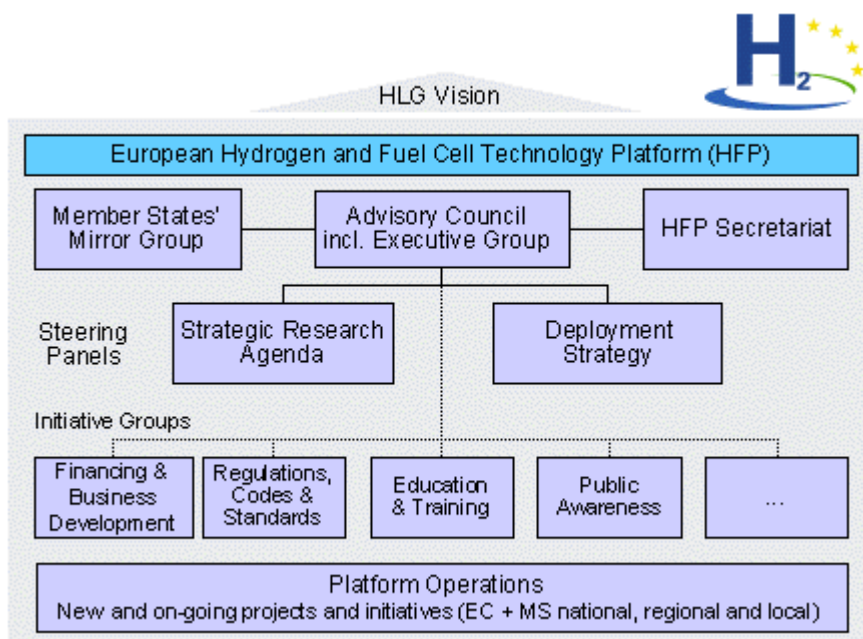 H2
HLG Vision
European Hydrogen and Fuel Cell Technology Platform (HFP)
Member States'
Mirror Group
Advisory Council
incl. Executive Group
HFP Secretariat
Steering
Panels
Strategic Research
Agenda
Deployment
Strategy
Initiative Groups
Financing &
Business
Development
Regulations,
Codes &
Standards
Education
& Training
Public
Awareness
...
Platform Operations
New and on-going projects and initiatives (EC + MS national, regional and local)